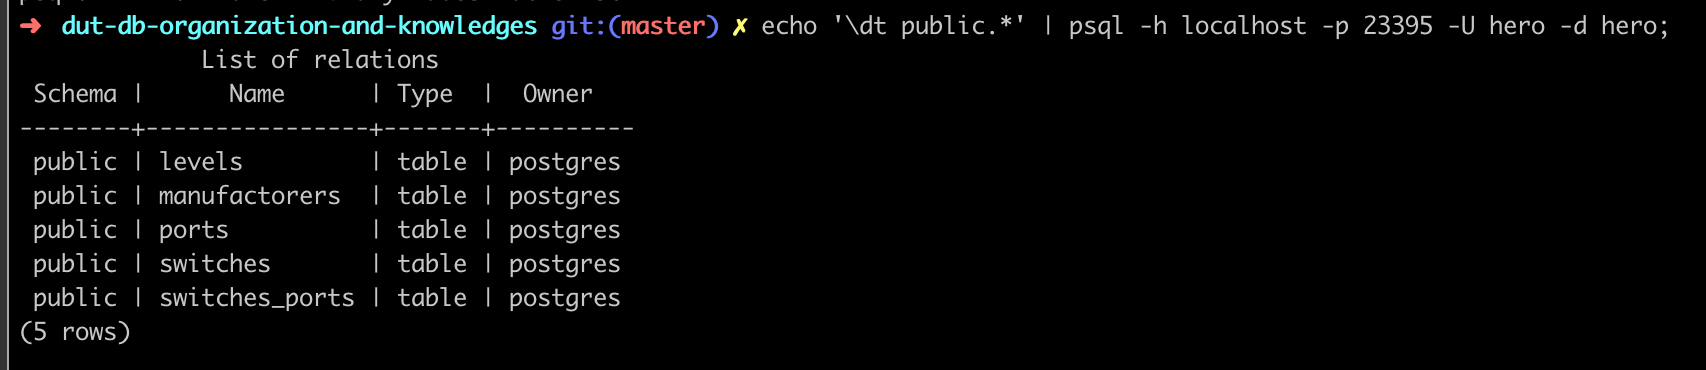 ➜  dut-db-organization-and-knowledges git:(master) ✗ echo '\dt public.*' | psql -h localhost -p 23395 -U hero -d hero;
             List of relations
 Schema |      Name      | Type  |  Owner
--------+----------------+-------+----------
 public | levels         | table | postgres
 public | manufactorers  | table | postgres
 public | ports          | table | postgres
 public | switches       | table | postgres
 public | switches_ports | table | postgres
(5 rows)